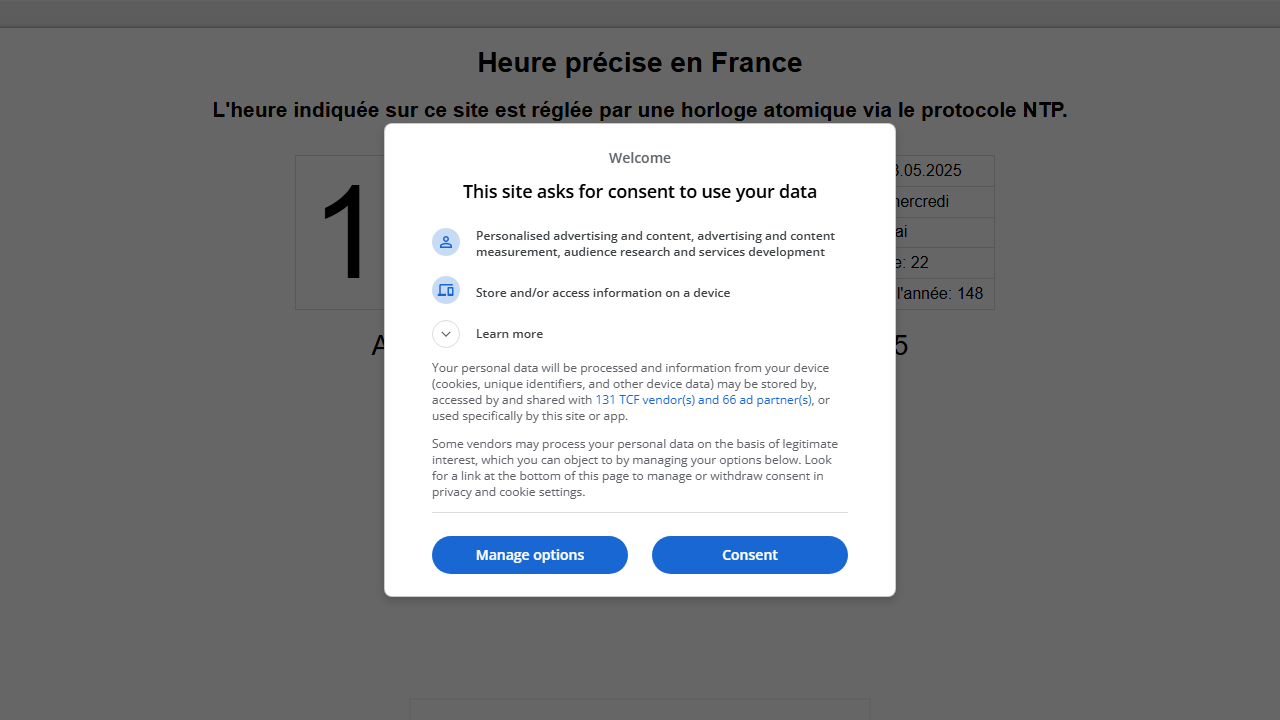 Heure précise en France
L'heure indiquée sur ce site est réglée par une horloge atomique via le protocole NTP.
1
.05.2025
22
l'année: 148
Welcome
This site asks for consent to use your data
Personalised advertising and content, advertising and content
measurement, audience research and services development
Store and/or access information on a device
Learn more
Your personal data will be processed and information from your device
(cookies, unique identifiers, and other device data) may be stored by,
accessed by and shared with 131 TCF vendor(s) and 66 ad partner(s), or
used specifically by this site or app.
Some vendors may process your personal data on the basis of legitimate
interest, which you can object to by managing your options below. Look
for a link at the bottom of this page to manage or withdraw consent in
privacy and cookie settings.
Manage options
Consent